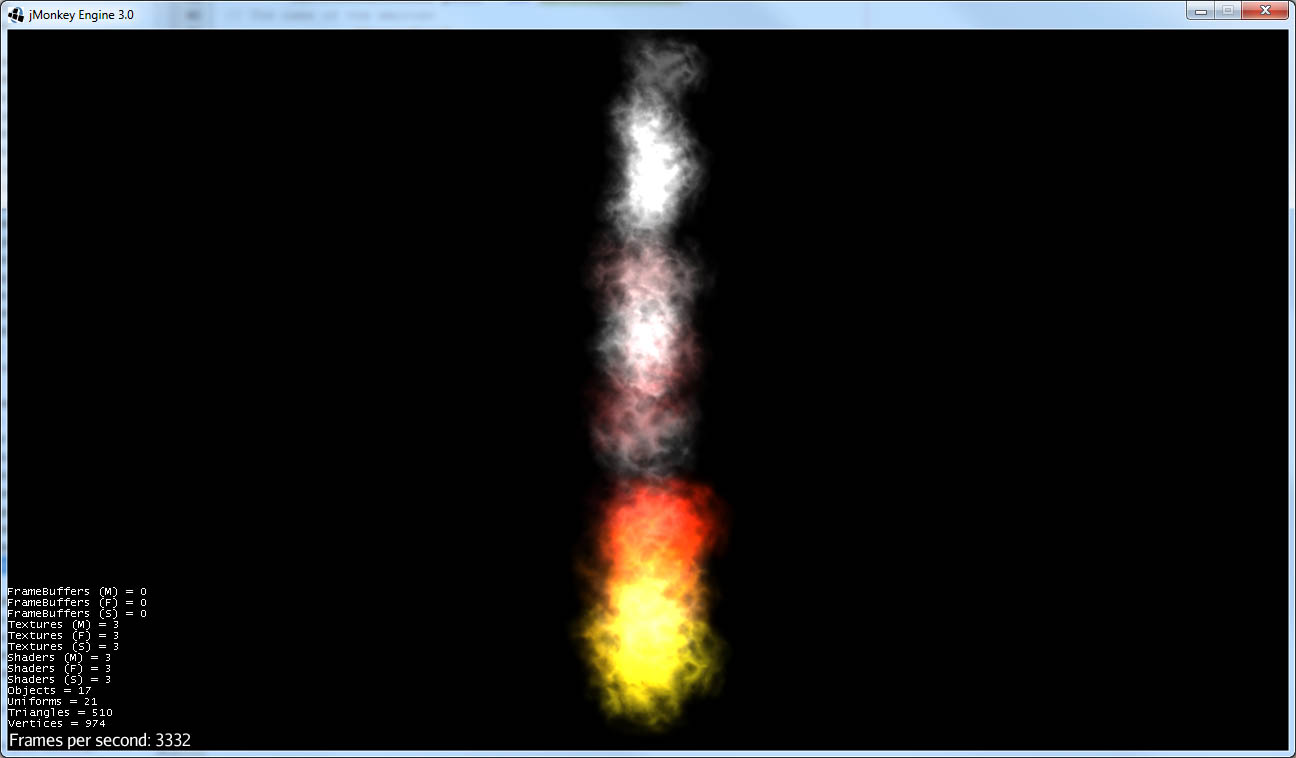 jMonkey Engine 3.0
FrameBuffers (M) = 0
FrameBuffers (F) = 0
FrameBuffers (S) = 0
Textures (M) = 3
Textures (F) = 3
Textures (S) = 3
Shaders (M) = 3
Shaders (F) = 3
Shaders (S) = 3
Objects = 17
Uniforms = 21
Triangles = 510
Vertices = 974
Frames per second: 3332